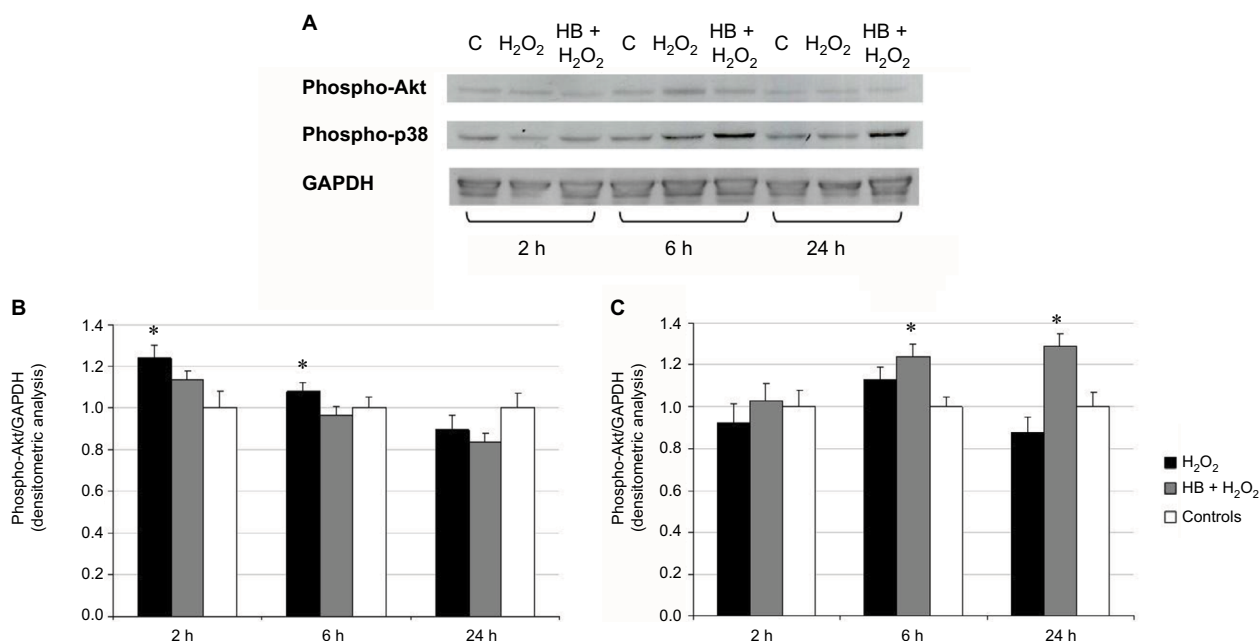 A
C H₂O₂ HB + H₂O₂ C H₂O₂ HB + H₂O₂ C H₂O₂ HB + H₂O₂
Phospho-Akt
Phospho-p38
GAPDH
2 h 6 h 24 h
B
Phospho-Akt/GAPDH
(densitometric analysis)
1.4
1.2
1.0
0.8
0.6
0.4
0.2
0.0
* *
2 h 6 h 24 h
C
Phospho-Akt/GAPDH
(densitometric analysis)
1.4
1.2
1.0
0.8
0.6
0.4
0.2
0.0
* *
2 h 6 h 24 h
H₂O₂
HB + H₂O₂
Controls